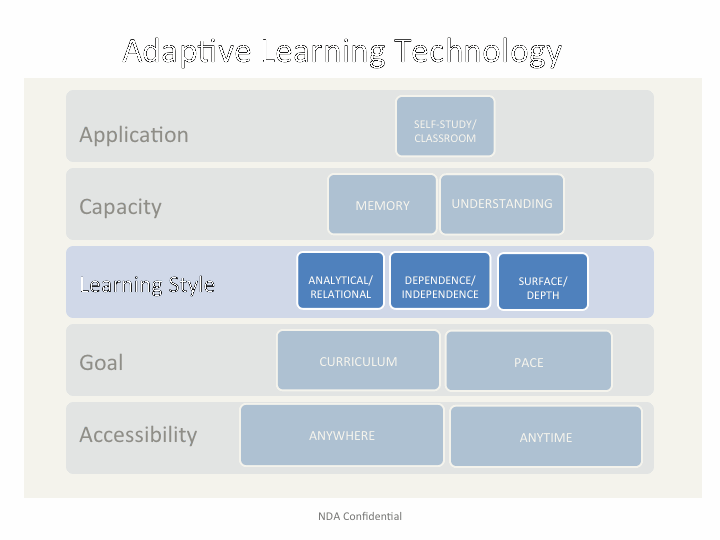 Adaptive Learning Technology
Application
SELF-STUDY/
CLASSROOM
Capacity
MEMORY
UNDERSTANDING
Learning Style
ANALYTICAL/
RELATIONAL
DEPENDENCE/
INDEPENDENCE
SURFACE/
DEPTH
Goal
CURRICULUM
PACE
Accessibility
ANYWHERE
ANYTIME
NDA Confidential